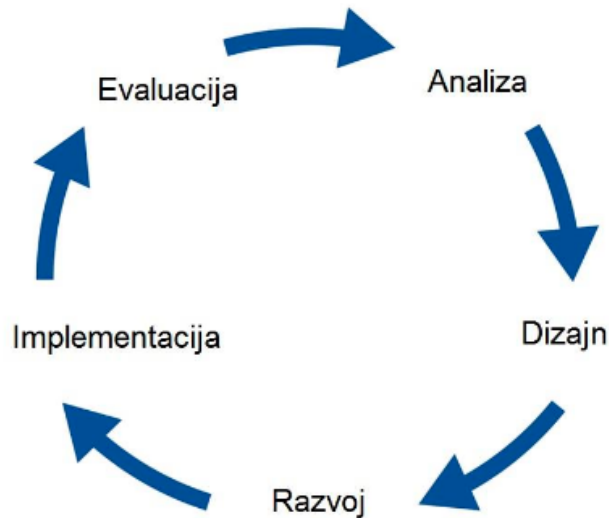 Evaluacija
Analiza
Implementacija
Dizajn
Razvoj